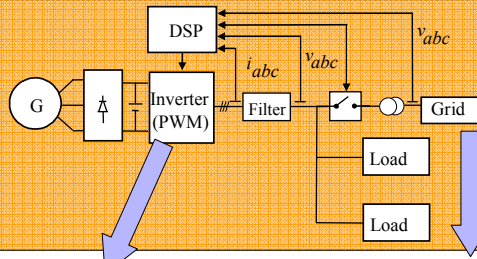 DSP
v_abc
i_abc
v_abc
G
Inverter
(PWM)
Filter
Grid
Load
Load